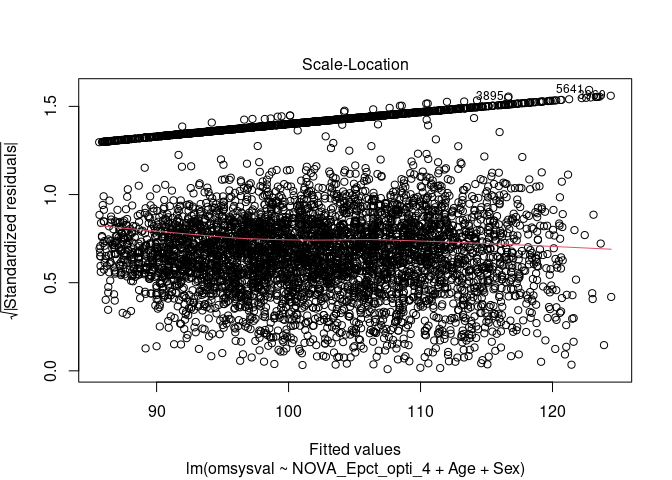 Scale-Location
3895
5641
√|Standardized residuals|
0.0
0.5
1.0
1.5
90
100
110
120
Fitted values
lm(omsysval ~ NOVA_Epct_opti_4 + Age + Sex)